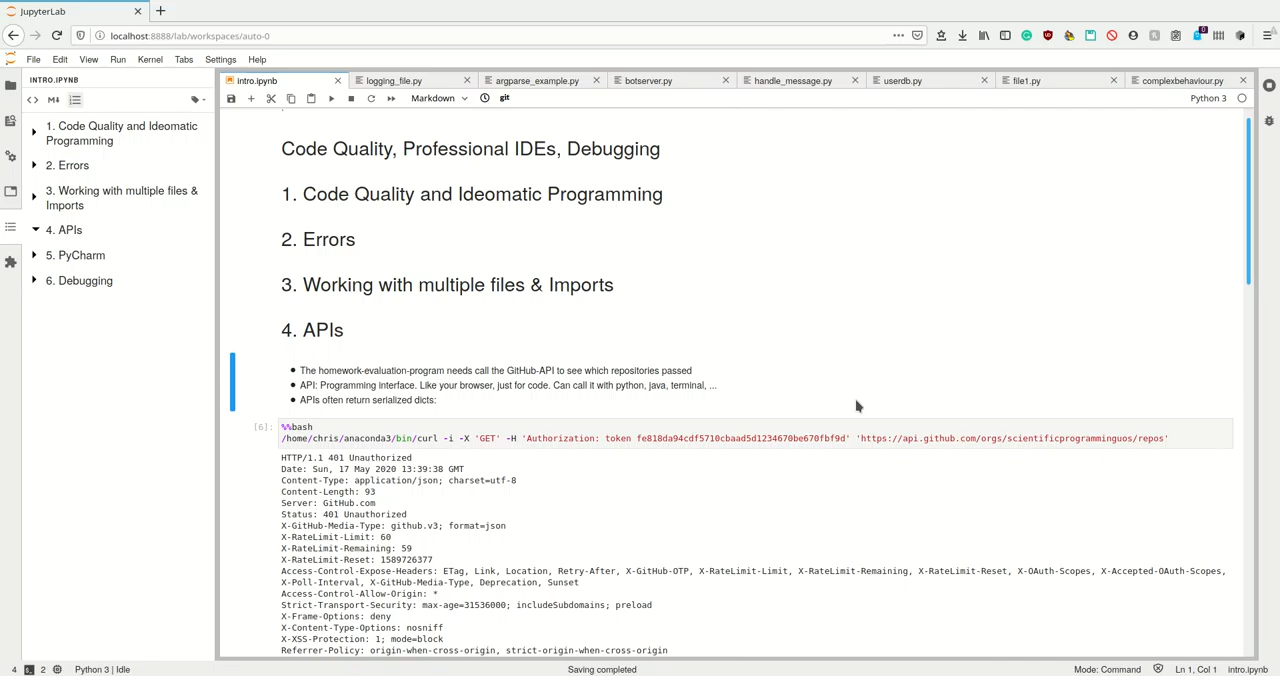 JupyterLab
localhost:8888/lab/workspaces/auto-0
File Edit View Run Kernel Tabs Settings Help
INTRO.IPYNB
1. Code Quality and Ideomatic
Programming
2. Errors
3. Working with multiple files &
Imports
4. APIs
5. PyCharm
6. Debugging
intro.ipynb logging_file.py argparse_example.py botserver.py handle_message.py userdb.py file1.py complexbehaviour.py
Markdown git Python 3
Code Quality, Professional IDEs, Debugging
1. Code Quality and Ideomatic Programming
2. Errors
3. Working with multiple files & Imports
4. APIs
• The homework-evaluation-program needs call the GitHub-API to see which repositories passed
• API: Programming interface. Like your browser, just for code. Can call it with python, java, terminal, ...
• APIs often return serialized dicts:
[6]: %%bash
/home/chris/anaconda3/bin/curl -i -X 'GET' -H 'Authorization: token fe818da94cdf5710cbaad5d1234670be670fbf9d' 'https://api.github.com/orgs/scientificprogramminguos/repos'
HTTP/1.1 401 Unauthorized
Date: Sun, 17 May 2020 13:39:38 GMT
Content-Type: application/json; charset=utf-8
Content-Length: 93
Server: GitHub.com
Status: 401 Unauthorized
X-GitHub-Media-Type: github.v3; format=json
X-RateLimit-Limit: 60
X-RateLimit-Remaining: 59
X-RateLimit-Reset: 1589726377
Access-Control-Expose-Headers: ETag, Link, Location, Retry-After, X-GitHub-OTP, X-RateLimit-Limit, X-RateLimit-Remaining, X-RateLimit-Reset, X-OAuth-Scopes, X-Accepted-OAuth-Scopes,
X-Poll-Interval, X-GitHub-Media-Type, Deprecation, Sunset
Access-Control-Allow-Origin: *
Strict-Transport-Security: max-age=31536000; includeSubdomains; preload
X-Frame-Options: deny
X-Content-Type-Options: nosniff
X-XSS-Protection: 1; mode=block
Referrer-Policy: origin-when-cross-origin, strict-origin-when-cross-origin
4 2 Python 3 | Idle Saving completed Mode: Command Ln 1, Col 1 intro.ipynb